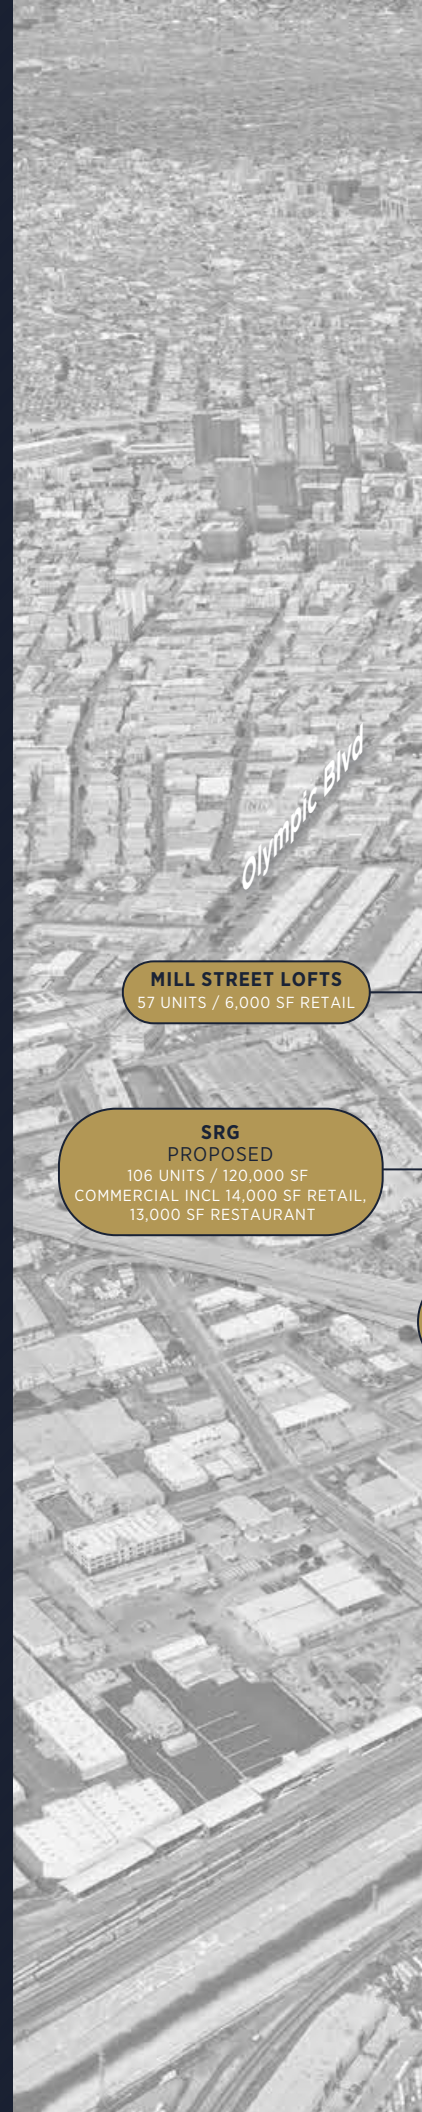 Olympic Blvd
MILL STREET LOFTS
57 UNITS / 6,000 SF RETAIL
SRG
PROPOSED
106 UNITS / 120,000 SF
COMMERCIAL INCL 14,000 SF RETAIL,
13,000 SF RESTAURANT